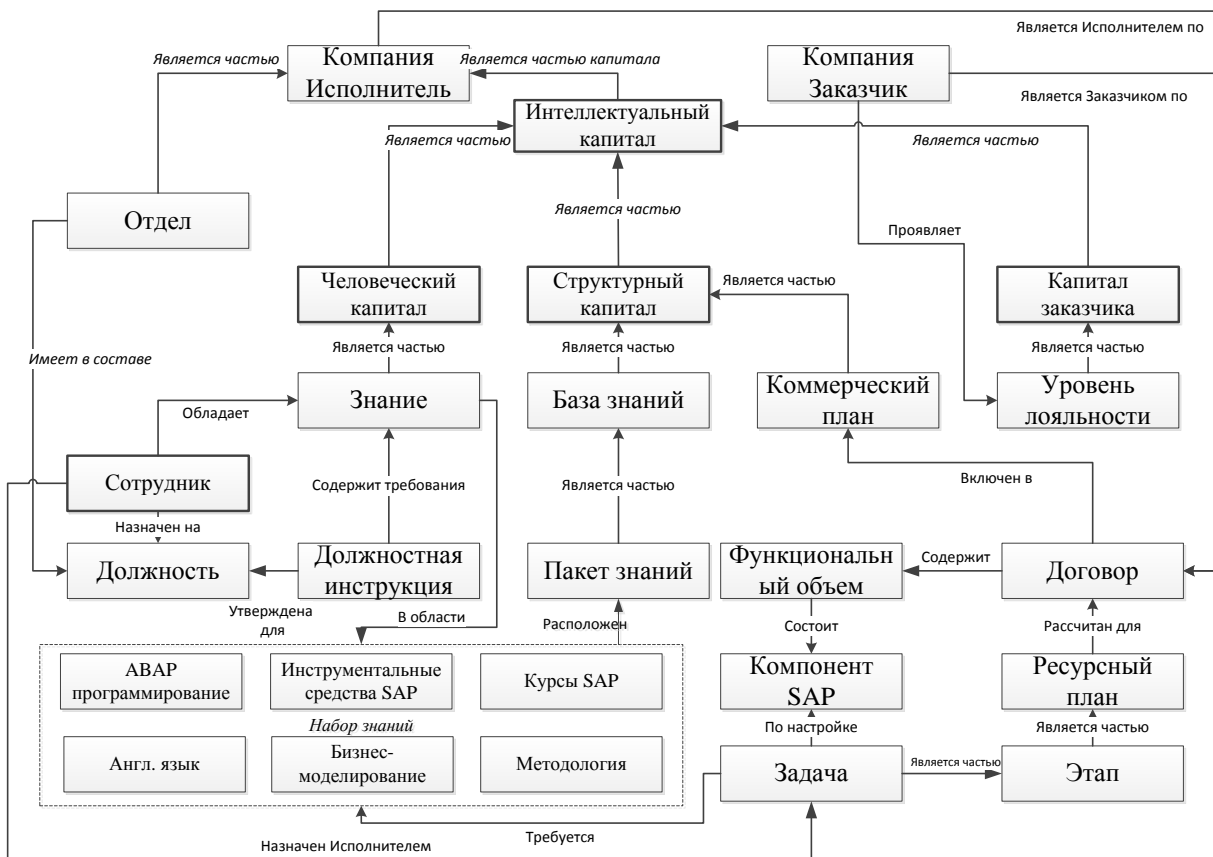 Является Исполнителем по
Является частью
Компания
Исполнитель
Является частью капитала
Компания
Заказчик
Является Заказчиком по
Интеллектуальный
капитал
Является частью
Является частью
Отдел
Является частью
Проявляет
Человеческий
капитал
Структурный
капитал
Является частью
Капитал
заказчика
Имеет в составе
Является частью
Является частью
Является частью
Знание
База знаний
Коммерческий
план
Уровень
лояльности
Обладает
Сотрудник
Содержит требования
Является частью
Включен в
Назначен на
Должность
Должностная
инструкция
Пакет знаний
Функциональн
ый объем
Содержит
Договор
Утверждена
для
В области
Расположен
Состоит
Рассчитан для
ABAP
программирование
Инструментальные
средства SAP
Курсы SAP
Компонент
SAP
Ресурсный
план
Набор знаний
По настройке
Является частью
Англ. язык
Бизнес-
моделирование
Методология
Задача
Является частью
Этап
Назначен Исполнителем
Требуется